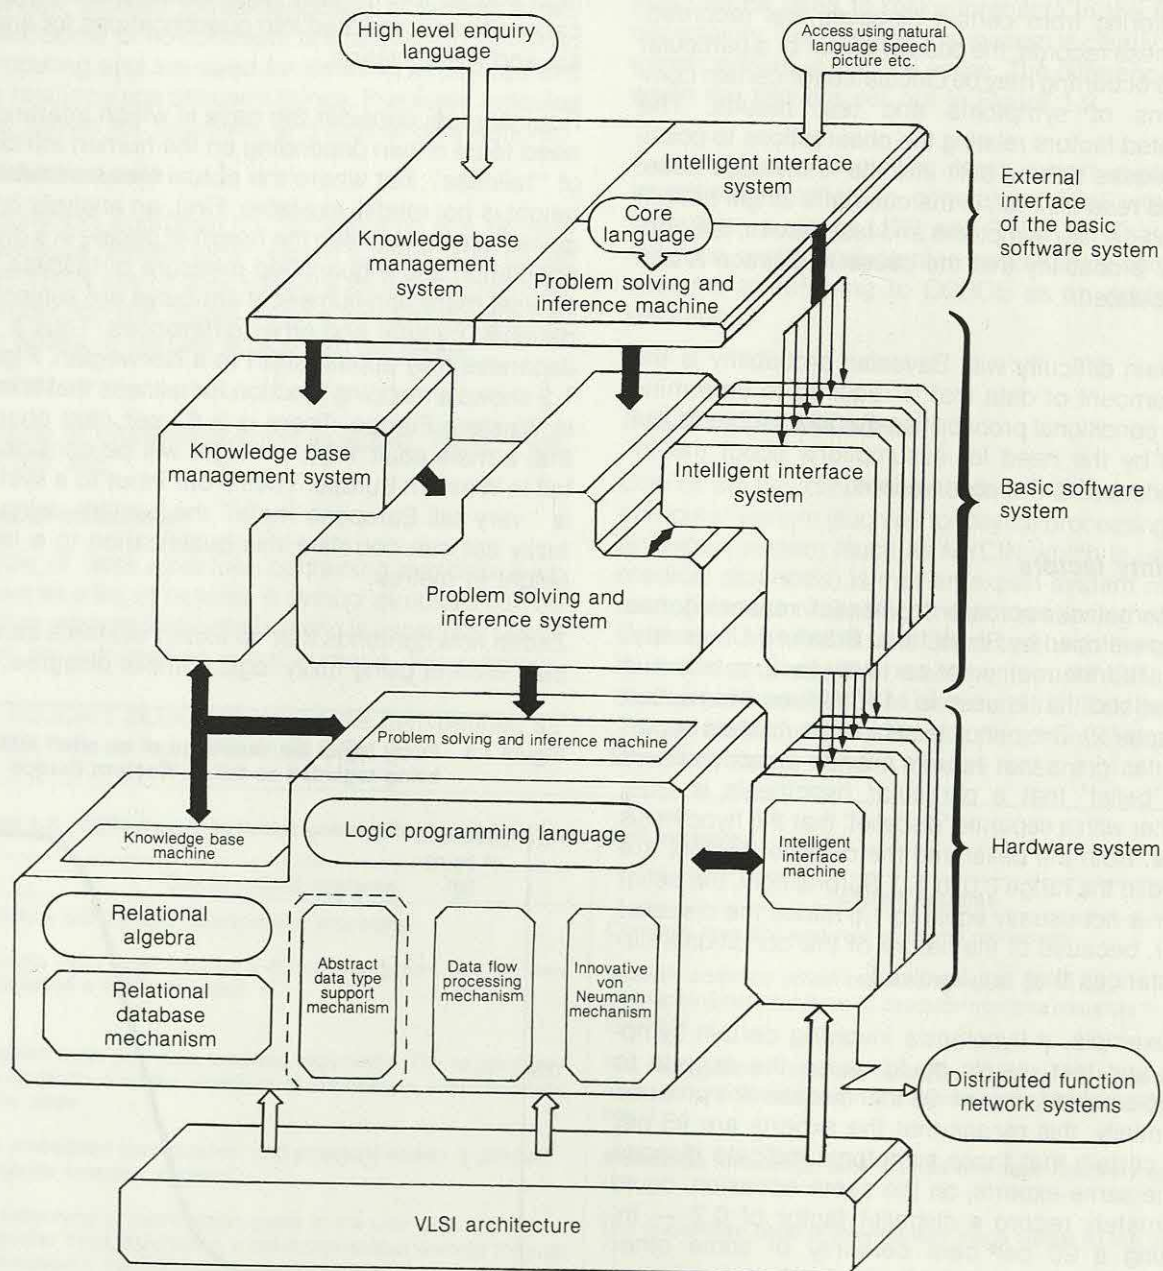 High level enquiry
language
Access using natural
language speech
picture etc.
Intelligent interface
system
External
interface
of the basic
software system
Core
language
Knowledge base
management
system
Problem solving and
inference machine
Knowledge base
management system
Intelligent interface
system
Basic software
system
Problem solving and
inference system
Problem solving and inference machine
Knowledge base
machine
Logic programming language
Intelligent
interface
machine
Hardware system
Relational
algebra
Abstract
data type
support
mechanism
Data flow
processing
mechanism
Innovative
von
Neumann
mechanism
Relational
database
mechanism
Distributed function
network systems
VLSI architecture